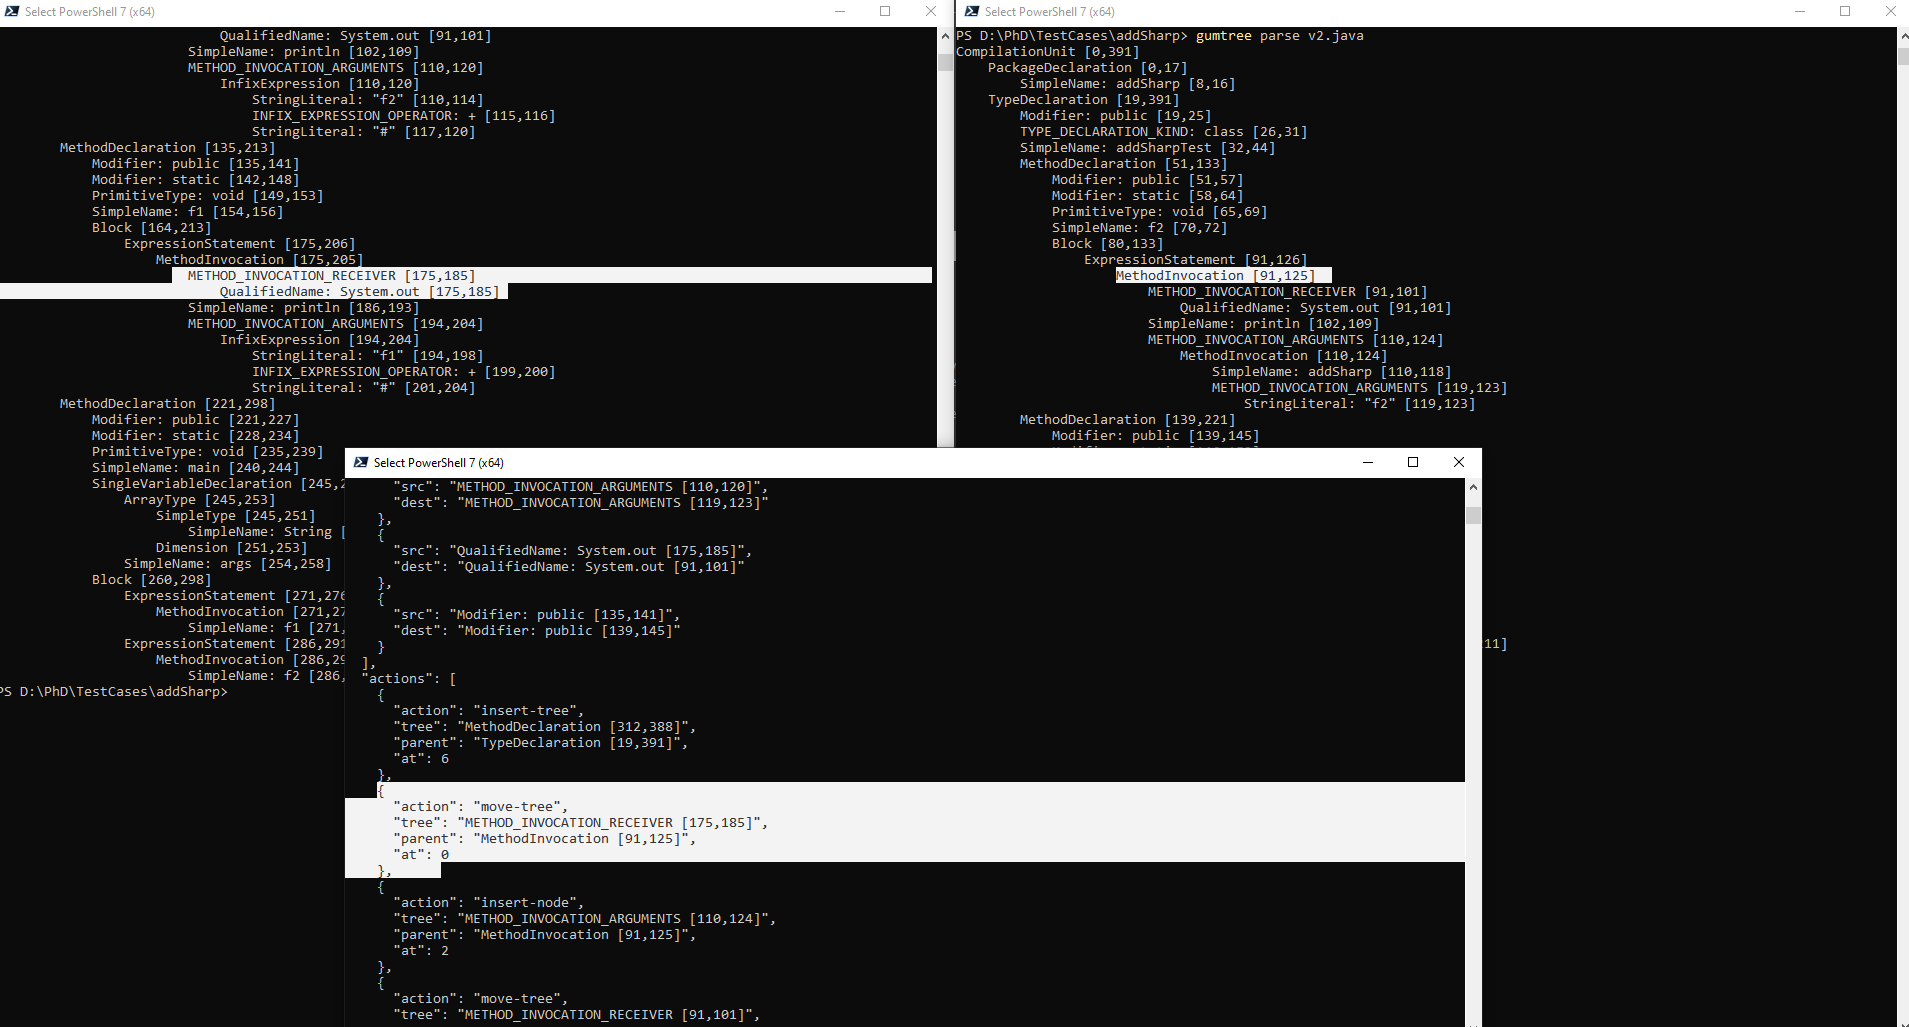 Select PowerShell 7 (x64)
QualifiedName: System.out [91,101]
SimpleName: println [102,109]
METHOD_INVOCATION_ARGUMENTS [110,120]
InfixExpression [110,120]
StringLiteral: "f2" [110,114]
INFIX_EXPRESSION_OPERATOR: + [115,116]
StringLiteral: "#" [117,120]
MethodDeclaration [135,213]
Modifier: public [135,141]
Modifier: static [142,148]
PrimitiveType: void [149,153]
SimpleName: f1 [154,156]
Block [164,213]
ExpressionStatement [175,206]
MethodInvocation [175,205]
METHOD_INVOCATION_RECEIVER [175,185]
QualifiedName: System.out [175,185]
SimpleName: println [186,193]
METHOD_INVOCATION_ARGUMENTS [194,204]
InfixExpression [194,204]
StringLiteral: "f1" [194,198]
INFIX_EXPRESSION_OPERATOR: + [199,200]
StringLiteral: "#" [201,204]
MethodDeclaration [221,298]
Modifier: public [221,227]
Modifier: static [228,234]
PrimitiveType: void [235,239]
SimpleName: main [240,244]
SingleVariableDeclaration [245,2
ArrayType [245,253]
SimpleType [245,251]
SimpleName: String [
Dimension [251,253]
SimpleName: args [254,258]
Block [260,298]
ExpressionStatement [271,276
MethodInvocation [271,27
SimpleName: f1 [271,
ExpressionStatement [286,291
MethodInvocation [286,29
SimpleName: f2 [286,
PS D:\PhD\TestCases\addSharp>
Select PowerShell 7 (x64)
PS D:\PhD\TestCases\addSharp> gumtree parse v2.java
CompilationUnit [0,391]
PackageDeclaration [0,17]
SimpleName: addSharp [8,16]
TypeDeclaration [19,391]
Modifier: public [19,25]
TYPE_DECLARATION_KIND: class [26,31]
SimpleName: addSharpTest [32,44]
MethodDeclaration [51,133]
Modifier: public [51,57]
Modifier: static [58,64]
PrimitiveType: void [65,69]
SimpleName: f2 [70,72]
Block [80,133]
ExpressionStatement [91,126]
MethodInvocation [91,125]
METHOD_INVOCATION_RECEIVER [91,101]
QualifiedName: System.out [91,101]
SimpleName: println [102,109]
METHOD_INVOCATION_ARGUMENTS [110,124]
MethodInvocation [110,124]
SimpleName: addSharp [110,118]
METHOD_INVOCATION_ARGUMENTS [119,123]
StringLiteral: "f2" [119,123]
MethodDeclaration [139,221]
Modifier: public [139,145]
11]
Select PowerShell 7 (x64)
"src": "METHOD_INVOCATION_ARGUMENTS [110,120]",
"dest": "METHOD_INVOCATION_ARGUMENTS [119,123]"
},
{
"src": "QualifiedName: System.out [175,185]",
"dest": "QualifiedName: System.out [91,101]"
},
{
"src": "Modifier: public [135,141]",
"dest": "Modifier: public [139,145]"
}
],
"actions": [
{
"action": "insert-tree",
"tree": "MethodDeclaration [312,388]",
"parent": "TypeDeclaration [19,391]",
"at": 6
},
{
"action": "move-tree",
"tree": "METHOD_INVOCATION_RECEIVER [175,185]",
"parent": "MethodInvocation [91,125]",
"at": 0
},
{
"action": "insert-node",
"tree": "METHOD_INVOCATION_ARGUMENTS [110,124]",
"parent": "MethodInvocation [91,125]",
"at": 2
},
{
"action": "move-tree",
"tree": "METHOD_INVOCATION_RECEIVER [91,101]",